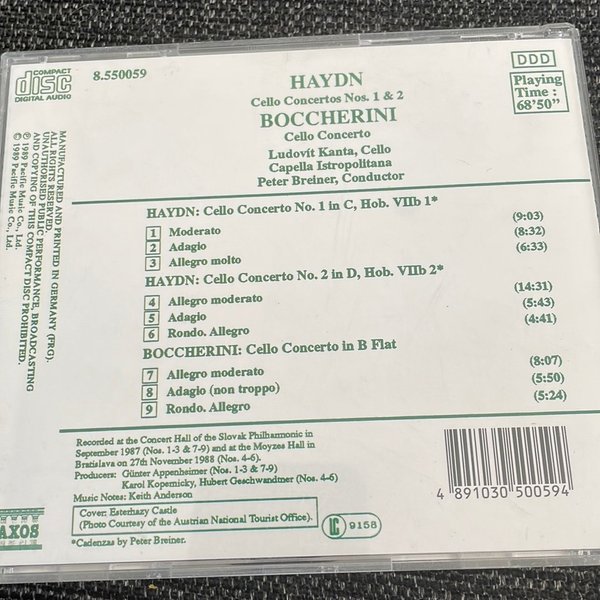 COMPACT
disc
DIGITAL AUDIO
8.550059
DDD
Playing
Time :
68'50"
HAYDN
Cello Concertos Nos. 1 & 2
BOCCHERINI
Cello Concerto
Ludovít Kanta, Cello
Capella Istropolitana
Peter Breiner, Conductor
HAYDN: Cello Concerto No. 1 in C, Hob. VIIb 1*
1 Moderato (9:03)
2 Adagio (8:32)
3 Allegro molto (6:33)
HAYDN: Cello Concerto No. 2 in D, Hob. VIIb 2*
4 Allegro moderato (14:31)
5 Adagio (5:43)
6 Rondo. Allegro (4:41)
BOCCHERINI: Cello Concerto in B Flat
7 Allegro moderato (8:07)
8 Adagio (non troppo) (5:50)
9 Rondo. Allegro (5:24)
Recorded at the Concert Hall of the Slovak Philharmonic in
September 1987 (Nos. 1-3 & 7-9) and at the Moyzes Hall in
Bratislava on 27th November 1988 (Nos. 4-6).
Producers: Günter Appenheimer (Nos. 1-3 & 7-9)
Karol Kopernicky, Hubert Geschwandtner (Nos. 4-6)
Music Notes: Keith Anderson
Cover: Esterhazy Castle
(Photo Courtesy of the Austrian National Tourist Office).
*Cadenzas by Peter Breiner.
LC 9158
4 891030 500594
AXOS
MANUFACTURED AND PRINTED IN GERMANY (FRG).
ALL RIGHTS RESERVED.
UNAUTHORISED PUBLIC PERFORMANCE, BROADCASTING
AND COPYING OF THIS COMPACT DISC PROHIBITED.
℗ 1989 Pacific Music Co., Ltd.
© 1989 Pacific Music Co., Ltd.